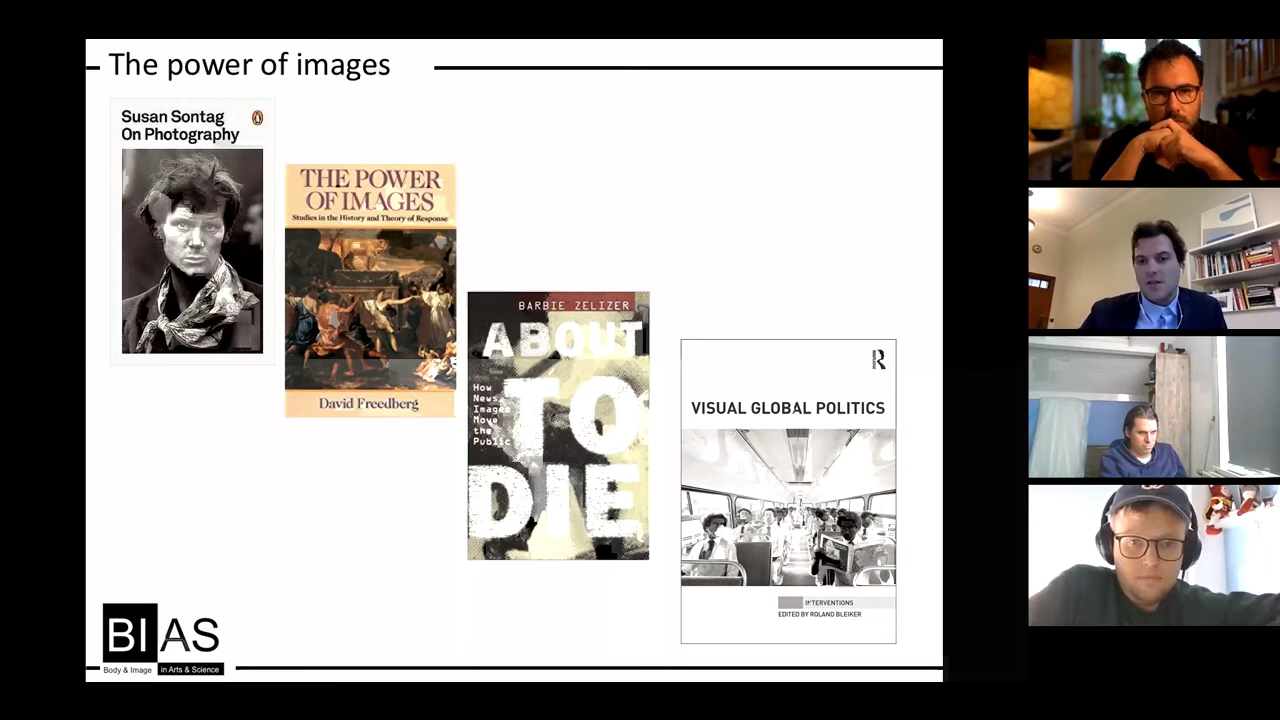 The power of images
Susan Sontag
On Photography
THE POWER
OF IMAGES
Studies in the History and Theory of Response
David Freedberg
BARBIE ZELIZER
ABOUT
TO
DIE
How
News
Images
Move
the
Public
R
VISUAL GLOBAL POLITICS
INTERVENTIONS
EDITED BY ROLAND BLEIKER
BIAS
Body & Image in Arts & Science